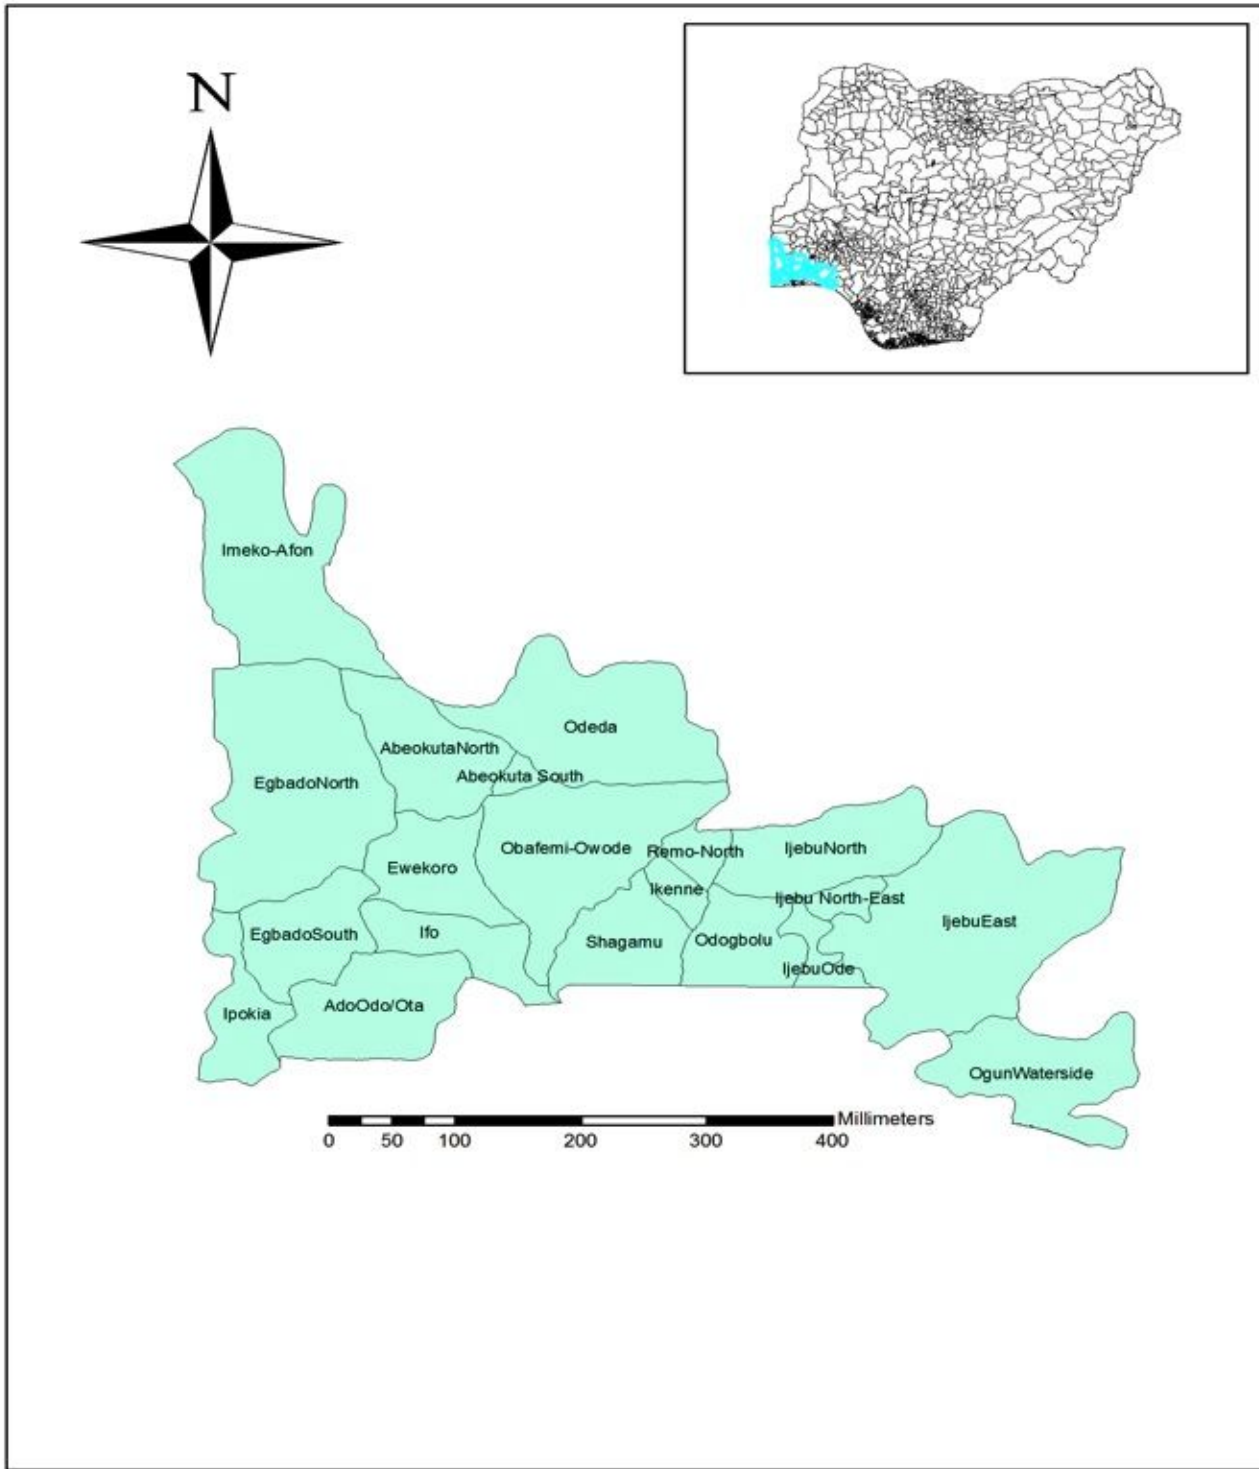 N
Imeko-Afon
Odeda
AbeokutaNorth
Abeokuta South
EgbadoNorth
Obafemi-Owode
Remo-North
IjebuNorth
Ewekoro
Ikenne
Ijebu North-East
IjebuEast
EgbadoSouth
Ifo
Shagamu
Odogbolu
IjebuOde
Ipokia
AdoOdo/Ota
OgunWaterside
Millimeters
0 50 100 200 300 400